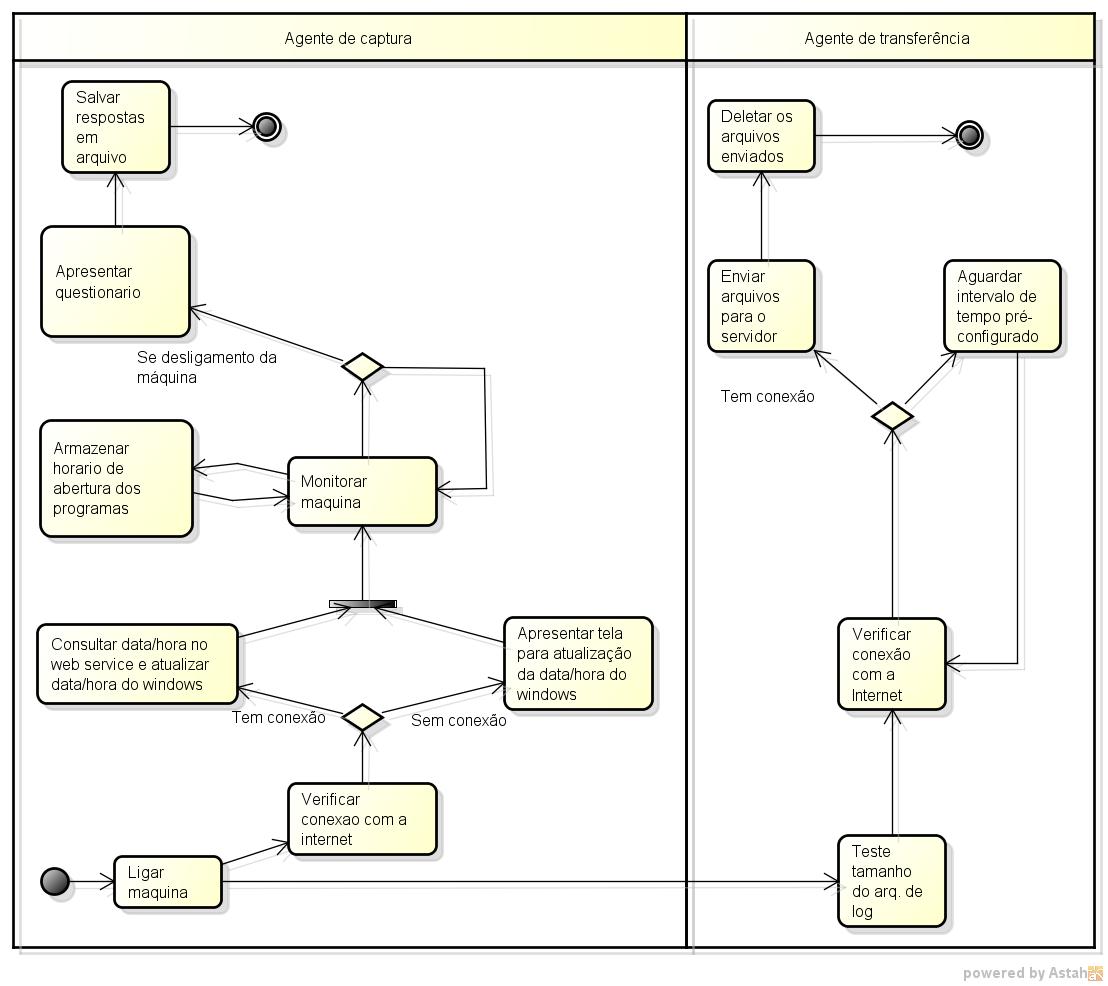 Agente de captura
Agente de transferência
Salvar
respostas
em
arquivo
Deletar os
arquivos
enviados
Apresentar
questionario
Enviar
arquivos
para o
servidor
Aguardar
intervalo de
tempo pré-
configurado
Se desligamento da
máquina
Tem conexão
Armazenar
horario de
abertura dos
programas
Monitorar
maquina
Consultar data/hora no
web service e atualizar
data/hora do windows
Apresentar tela
para atualização
da data/hora do
windows
Verificar
conexão
com a
Internet
Tem conexão
Sem conexão
Verificar
conexao com a
internet
Ligar
maquina
Teste
tamanho
do arq. de
log
powered by Astah